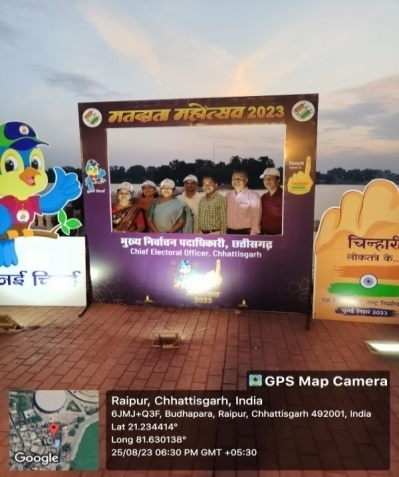 मतदाता महोत्सव 2023
मुख्य निर्वाचन पदाधिकारी, छत्तीसगढ़
Chief Electoral Officer, Chhattisgarh
2023
चिन्हारी
लोकतंत्र के
चुनई तिहार 2023
GPS Map Camera
Raipur, Chhattisgarh, India
6JMJ+Q3F, Budhapara, Raipur, Chhattisgarh 492001, India
Lat 21.234414°
Long 81.630138°
25/08/23 06:30 PM GMT +05:30
Google